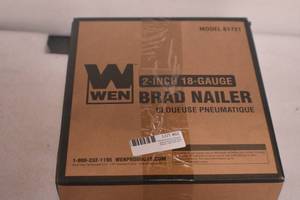 MODEL 61721
WEN
2-INCH 18-GAUGE
BRAD NAILER
CLOUEUSE PNEUMATIQUE
1-800-232-1195 WENPRODUCTS.COM